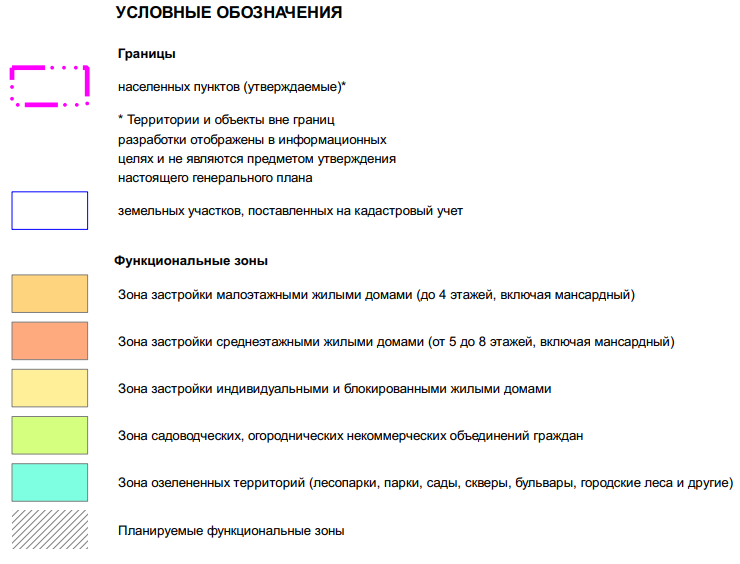 УСЛОВНЫЕ ОБОЗНАЧЕНИЯ
Границы
населенных пунктов (утверждаемые)*
* Территории и объекты вне границ
разработки отображены в информационных
целях и не являются предметом утверждения
настоящего генерального плана
земельных участков, поставленных на кадастровый учет
Функциональные зоны
Зона застройки малоэтажными жилыми домами (до 4 этажей, включая мансардный)
Зона застройки среднеэтажными жилыми домами (от 5 до 8 этажей, включая мансардный)
Зона застройки индивидуальными и блокированными жилыми домами
Зона садоводческих, огороднических некоммерческих объединений граждан
Зона озелененных территорий (лесопарки, парки, сады, скверы, бульвары, городские леса и другие)
Планируемые функциональные зоны